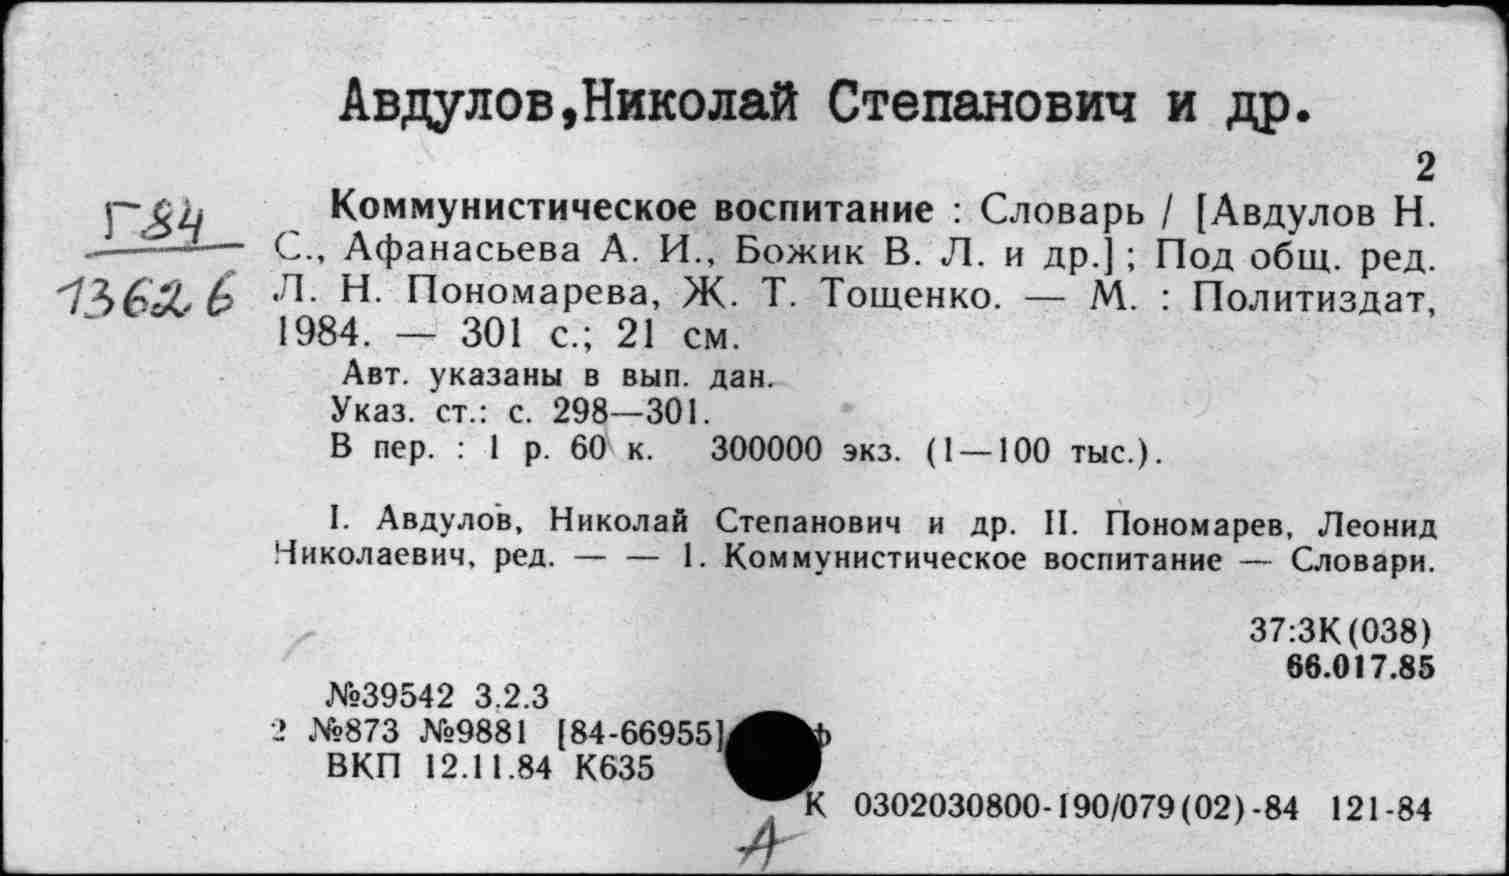 Авдулов,Николай Степанович и др.
2
Г84
13626
Коммунистическое воспитание : Словарь / [Авдулов Н.
С., Афанасьева А. И., Божик В. Л. и др.] ; Под общ. ред.
Л. Н. Пономарева, Ж. Т. Тощенко. — М. : Политиздат,
1984. — 301 с.; 21 см.
Авт. указаны в вып. дан.
Указ. ст.: с. 298—301.
В пер. : 1 р. 60 к. 300000 экз. (1—100 тыс.).
I. Авдулов, Николай Степанович и др. II. Пономарев, Леонид
Николаевич, ред. — — 1. Коммунистическое воспитание — Словари.
37:3К(038)
66.017.85
№39542 3.2.3
2 №873 №9881 [84-66955]
ВКП 12.11.84 К635
К 0302030800-190/079(02)-84 121-84
А